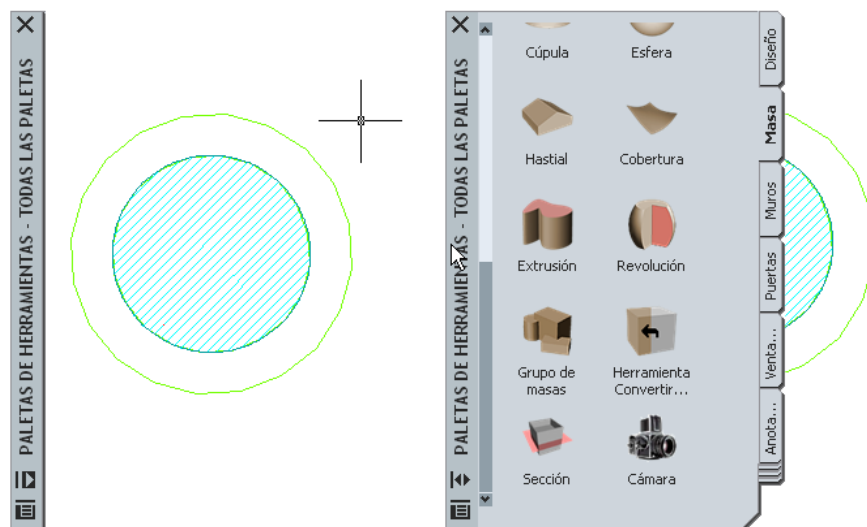 PALETAS DE HERRAMIENTAS - TODAS LAS PALETAS
PALETAS DE HERRAMIENTAS - TODAS LAS PALETAS
Cúpula
Esfera
Hastial
Cobertura
Extrusión
Revolución
Grupo de
masas
Herramienta
Convertir...
Sección
Cámara
Diseño
Masa
Muros
Puertas
Venta...
Anota...